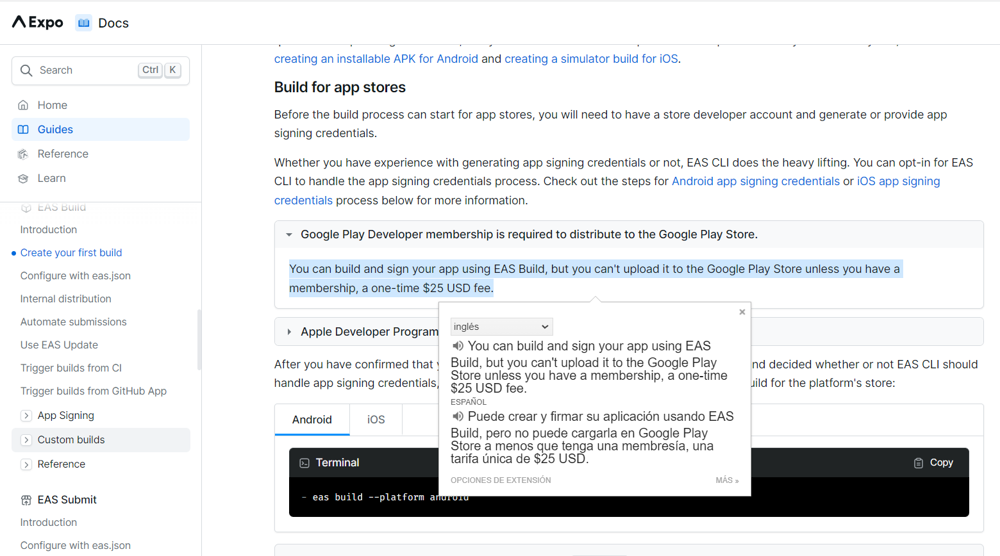 Expo Docs
Search Ctrl K
Home
Guides
Reference
Learn
EAS Build
Introduction
Create your first build
Configure with eas.json
Internal distribution
Automate submissions
Use EAS Update
Trigger builds from CI
Trigger builds from GitHub App
App Signing
Custom builds
Reference
EAS Submit
Introduction
Configure with eas.json
creating an installable APK for Android and creating a simulator build for iOS.
Build for app stores
Before the build process can start for app stores, you will need to have a store developer account and generate or provide app
signing credentials.
Whether you have experience with generating app signing credentials or not, EAS CLI does the heavy lifting. You can opt-in for EAS
CLI to handle the app signing credentials process. Check out the steps for Android app signing credentials or iOS app signing
credentials process below for more information.
Google Play Developer membership is required to distribute to the Google Play Store.
You can build and sign your app using EAS Build, but you can't upload it to the Google Play Store unless you have a
membership, a one-time $25 USD fee.
Apple Developer Program
After you have confirmed that
nd decided whether or not EAS CLI should
handle app signing credentials,
uild for the platform's store:
Android iOS
Terminal Copy
- eas build --platform android
×
inglés
You can build and sign your app using EAS
Build, but you can't upload it to the Google Play
Store unless you have a membership, a one-time
$25 USD fee.
ESPAÑOL
Puede crear y firmar su aplicación usando EAS
Build, pero no puede cargarla en Google Play
Store a menos que tenga una membresía, una
tarifa única de $25 USD.
OPCIONES DE EXTENSIÓN MÁS »